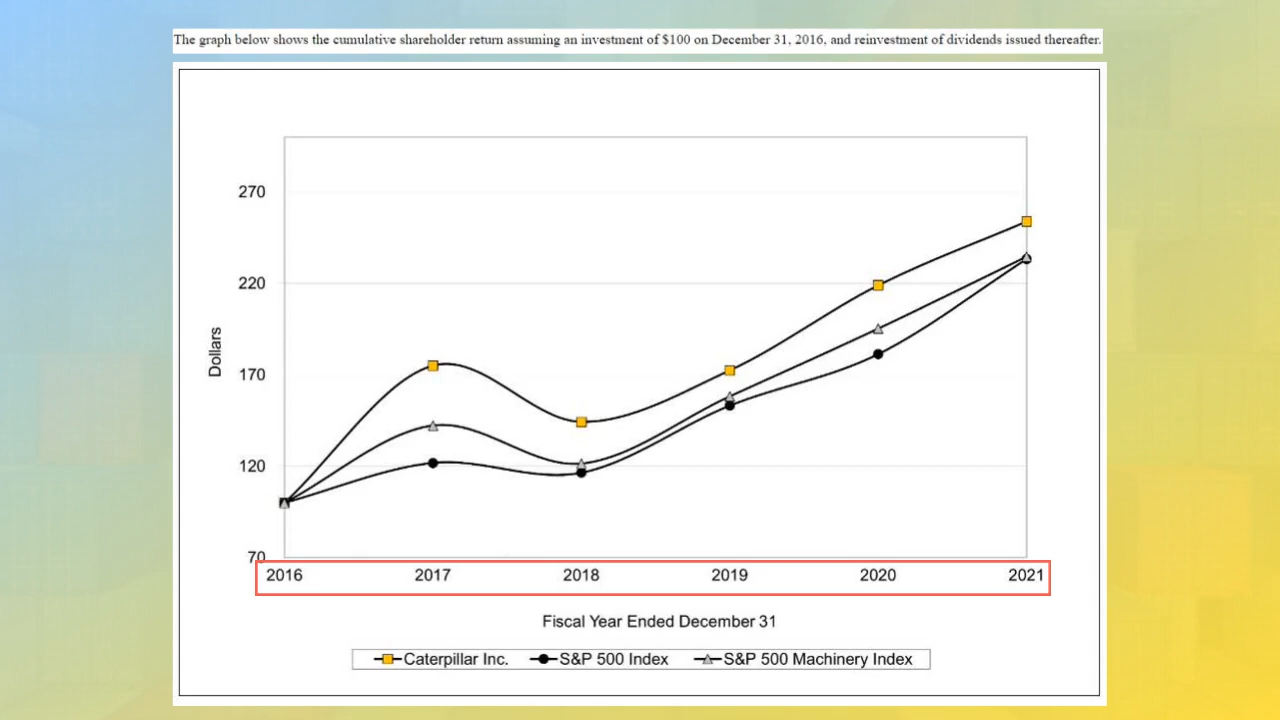 The graph below shows the cumulative shareholder return assuming an investment of $100 on December 31, 2016, and reinvestment of dividends issued thereafter.
270
220
170
120
70
Dollars
2016 2017 2018 2019 2020 2021
Fiscal Year Ended December 31
Caterpillar Inc. S&P 500 Index S&P 500 Machinery Index